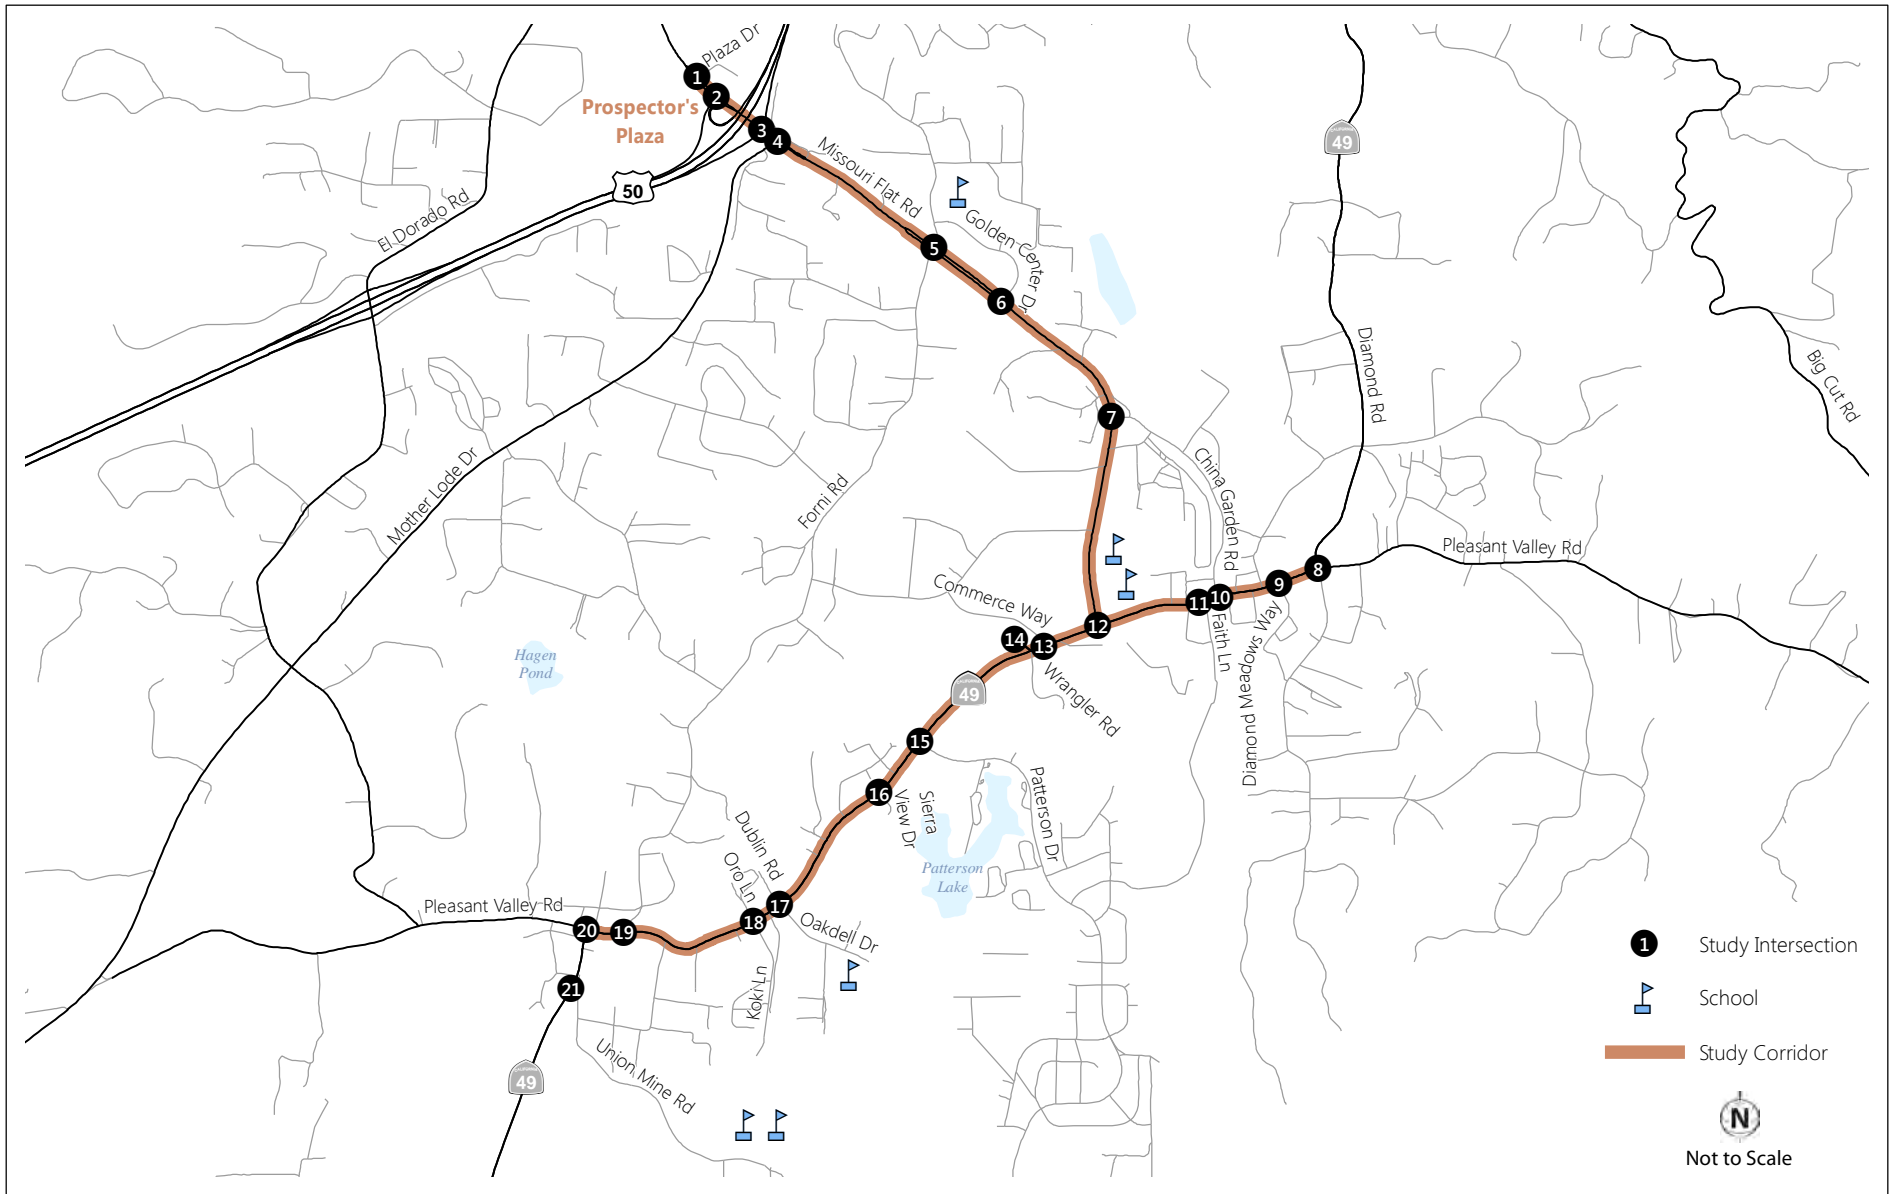 Plaza Dr
1
2
Prospector's
Plaza
3
4
CALIFORNIA
49
Missouri Flat Rd
50
El Dorado Rd
Golden Center Dr
5
6
Diamond Rd
Big Cut Rd
7
Mother Lode Dr
Forni Rd
China Garden Rd
Pleasant Valley Rd
8
9
10
11
Commerce Way
12
13
14
Faith Ln
Diamond Meadows Way
Hagen
Pond
CALIFORNIA
49
Wrangler Rd
15
16
Sierra
View Dr
Patterson Dr
Dublin Rd
Oro Ln
Patterson
Lake
17
18
Pleasant Valley Rd
20
19
Oakdell Dr
21
Koki Ln
CALIFORNIA
49
Union Mine Rd
1
Study Intersection
School
Study Corridor
N
Not to Scale